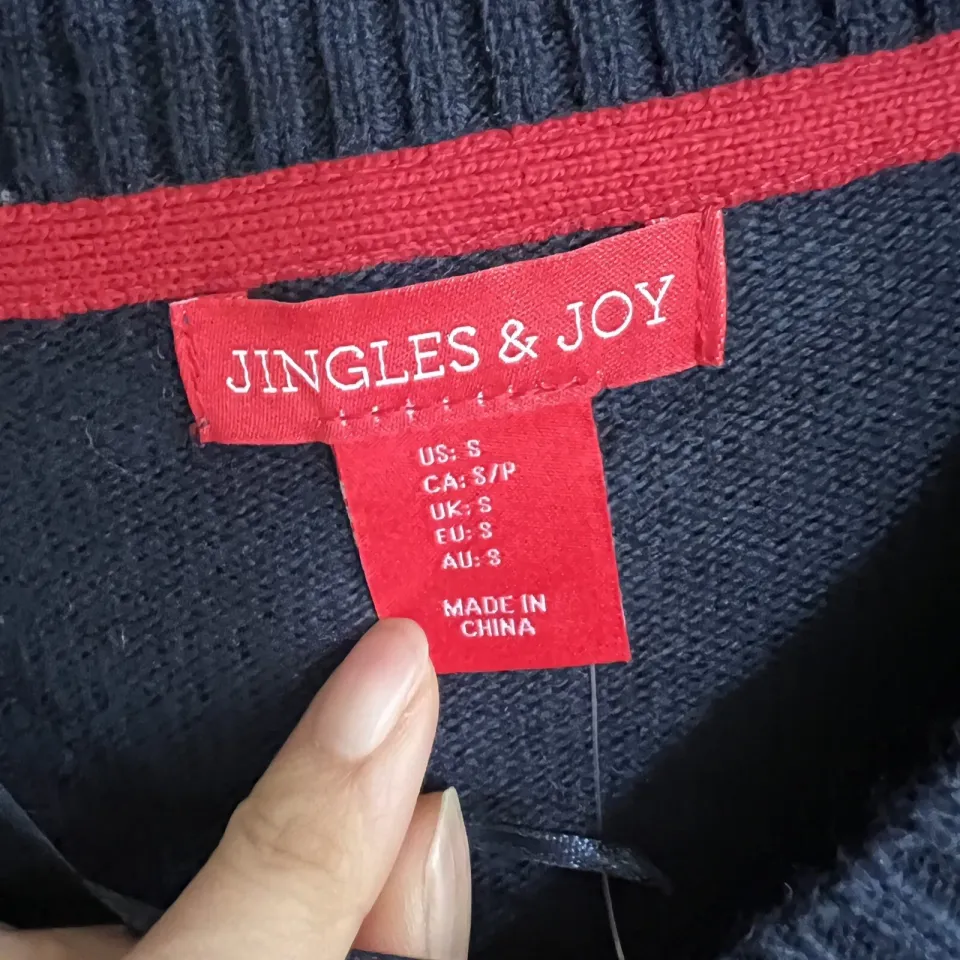 JINGLES & JOY
US: S
CA: S/P
UK: S
EU: S
AU: S
MADE IN
CHINA